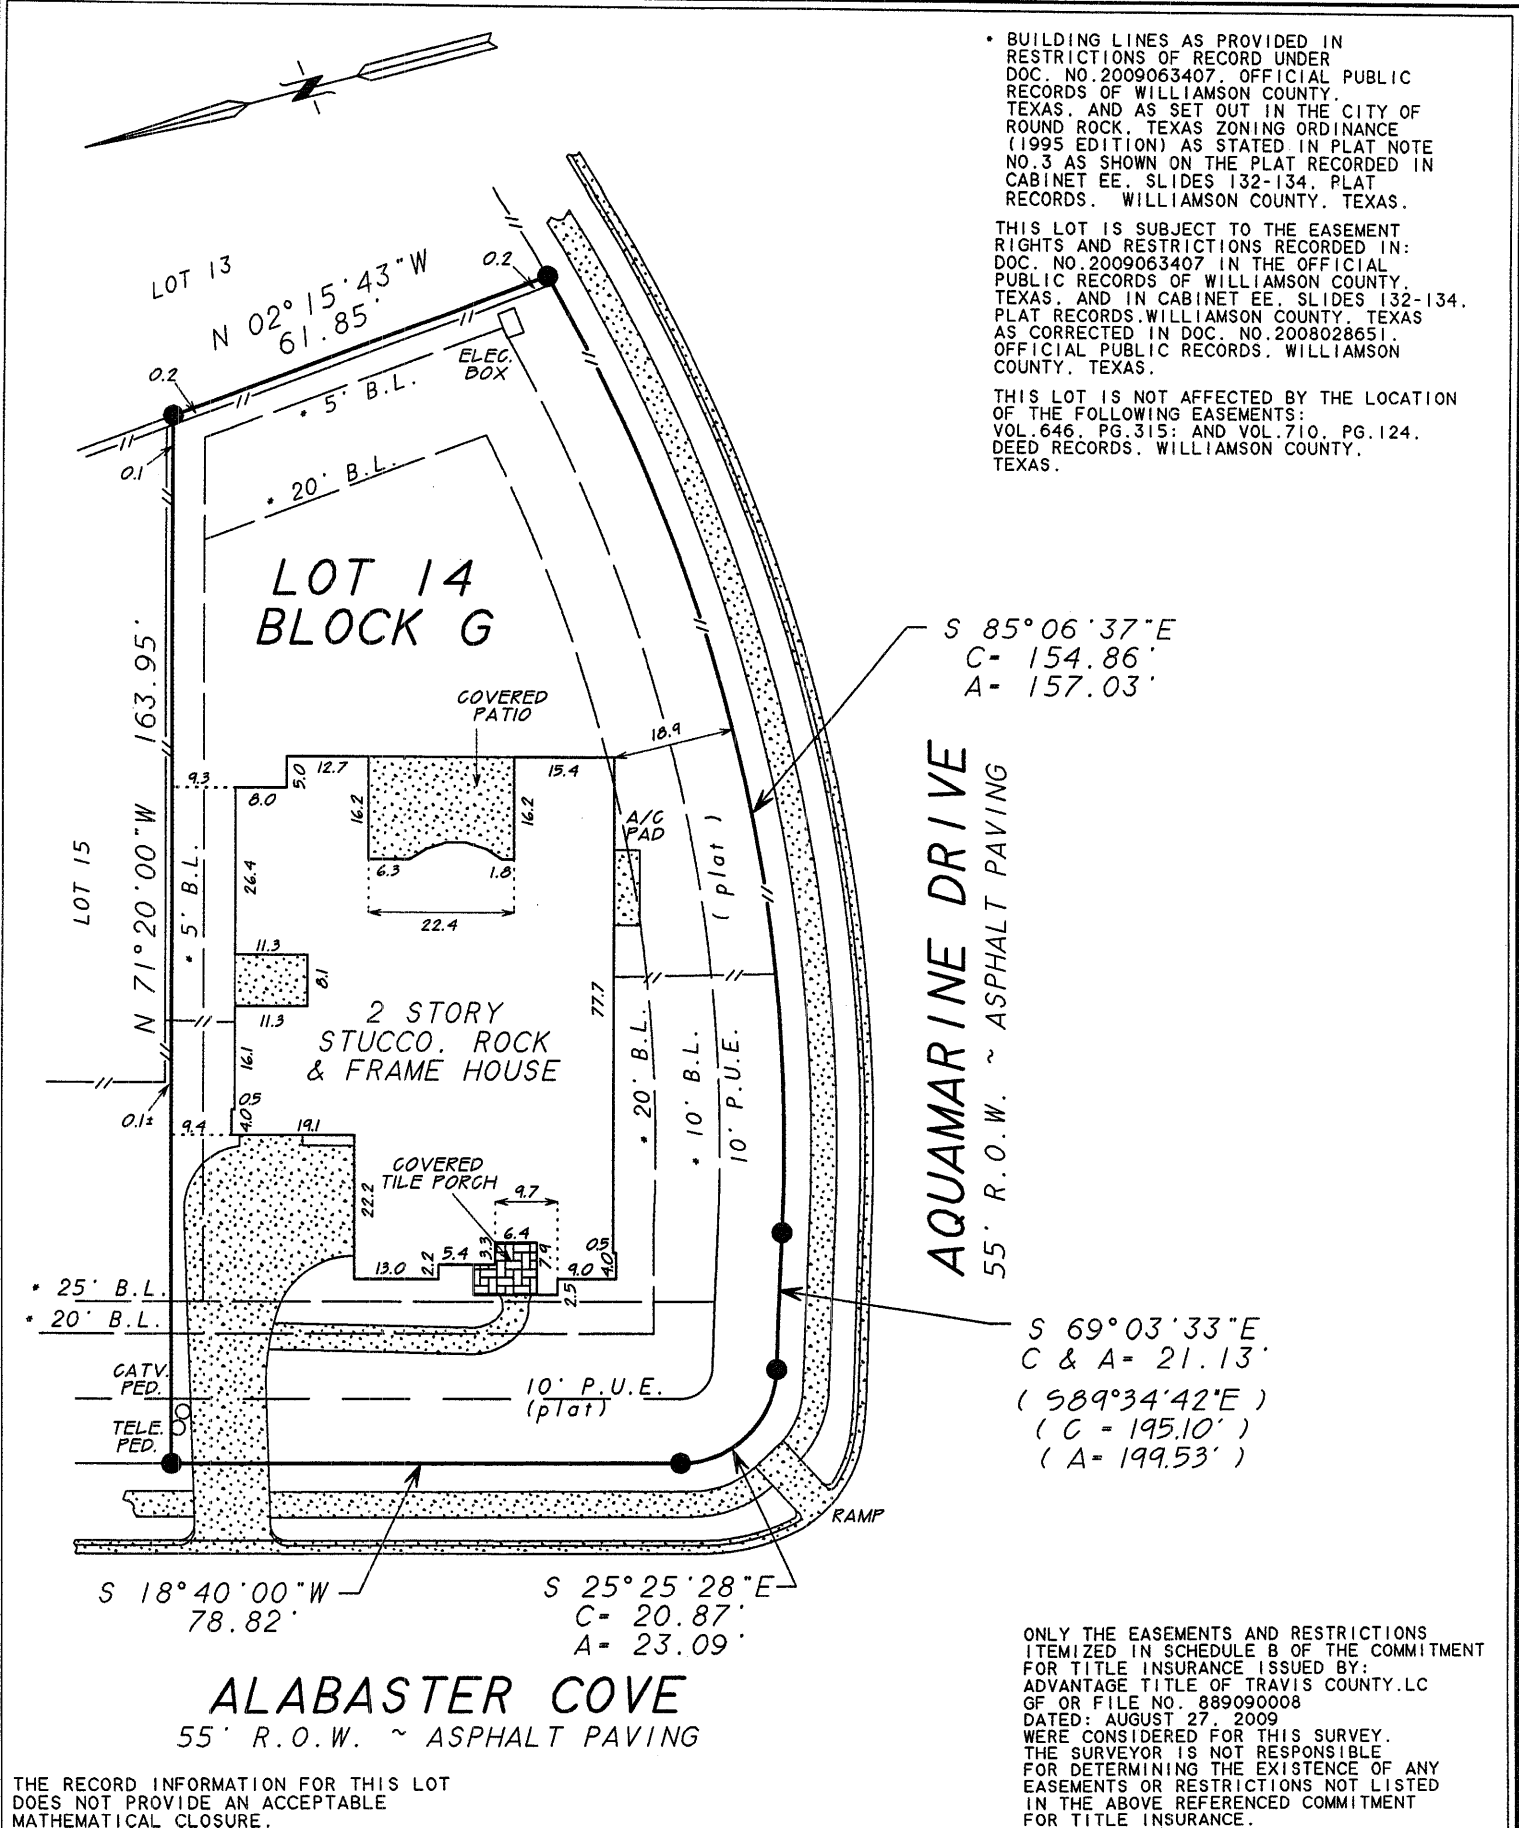 • BUILDING LINES AS PROVIDED IN
RESTRICTIONS OF RECORD UNDER
DOC. NO.2009063407. OFFICIAL PUBLIC
RECORDS OF WILLIAMSON COUNTY.
TEXAS. AND AS SET OUT IN THE CITY OF
ROUND ROCK. TEXAS ZONING ORDINANCE
(1995 EDITION) AS STATED IN PLAT NOTE
NO.3 AS SHOWN ON THE PLAT RECORDED IN
CABINET EE. SLIDES 132-134. PLAT
RECORDS. WILLIAMSON COUNTY. TEXAS.
THIS LOT IS SUBJECT TO THE EASEMENT
RIGHTS AND RESTRICTIONS RECORDED IN:
DOC. NO.2009063407 IN THE OFFICIAL
PUBLIC RECORDS OF WILLIAMSON COUNTY.
TEXAS. AND IN CABINET EE. SLIDES 132-134.
PLAT RECORDS.WILLIAMSON COUNTY. TEXAS
AS CORRECTED IN DOC. NO.2008028651.
OFFICIAL PUBLIC RECORDS. WILLIAMSON
COUNTY. TEXAS.
THIS LOT IS NOT AFFECTED BY THE LOCATION
OF THE FOLLOWING EASEMENTS:
VOL.646. PG.315: AND VOL.710. PG.124.
DEED RECORDS. WILLIAMSON COUNTY.
TEXAS.
N
LOT 13
N 02°15'43"W
61.85'
0.2
0.2
ELEC.
BOX
• 5' B.L.
0.1
• 20' B.L.
LOT 14
BLOCK G
S 85°06'37"E
C= 154.86'
A= 157.03'
N 71°20'00"W 163.95'
LOT 15
• 5' B.L.
COVERED
PATIO
18.9
9.3
8.0
5.0
12.7
15.4
16.2
16.2
A/C
PAD
6.3
1.8
22.4
26.4
11.3
8.1
11.3
16.1
77.7
(plat)
2 STORY
STUCCO. ROCK
& FRAME HOUSE
• 20' B.L.
• 10' B.L.
10' P.U.E.
AQUAMARINE DRIVE
55' R.O.W. ~ ASPHALT PAVING
0.1±
9.4
4.0
0.5
19.1
22.2
COVERED
TILE PORCH
9.7
6.4
3.3
7.9
13.0
2.2
5.4
9.0
2.5
0.5
4.0
• 25' B.L.
• 20' B.L.
S 69°03'33"E
C & A= 21.13'
( S89°34'42"E )
( C = 195.10' )
( A= 199.53' )
CATV.
PED.
10' P.U.E.
(plat)
TELE.
PED.
RAMP
S 18°40'00"W
78.82'
S 25°25'28"E
C= 20.87'
A= 23.09'
ALABASTER COVE
55' R.O.W. ~ ASPHALT PAVING
ONLY THE EASEMENTS AND RESTRICTIONS
ITEMIZED IN SCHEDULE B OF THE COMMITMENT
FOR TITLE INSURANCE ISSUED BY:
ADVANTAGE TITLE OF TRAVIS COUNTY.LC
GF OR FILE NO. 889090008
DATED: AUGUST 27. 2009
WERE CONSIDERED FOR THIS SURVEY.
THE SURVEYOR IS NOT RESPONSIBLE
FOR DETERMINING THE EXISTENCE OF ANY
EASEMENTS OR RESTRICTIONS NOT LISTED
IN THE ABOVE REFERENCED COMMITMENT
FOR TITLE INSURANCE.
THE RECORD INFORMATION FOR THIS LOT
DOES NOT PROVIDE AN ACCEPTABLE
MATHEMATICAL CLOSURE.